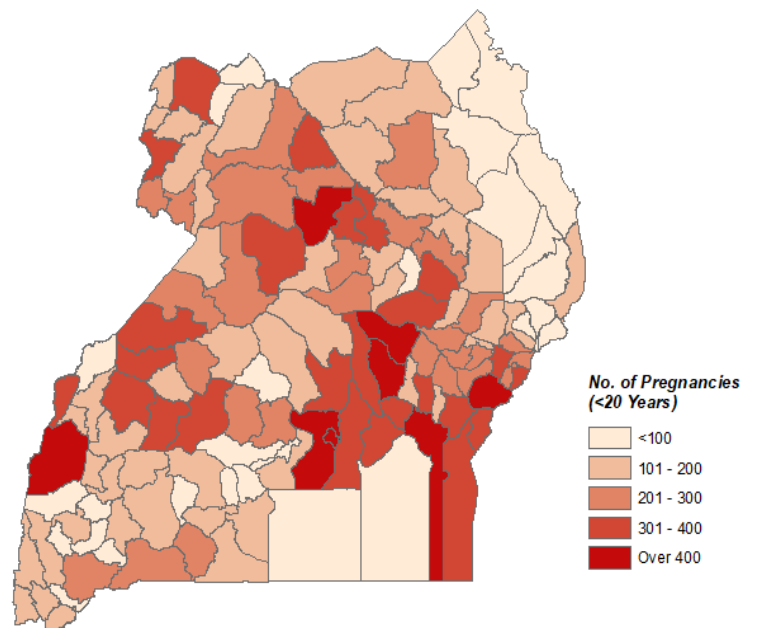 No. of Pregnancies
(<20 Years)
<100
101 - 200
201 - 300
301 - 400
Over 400